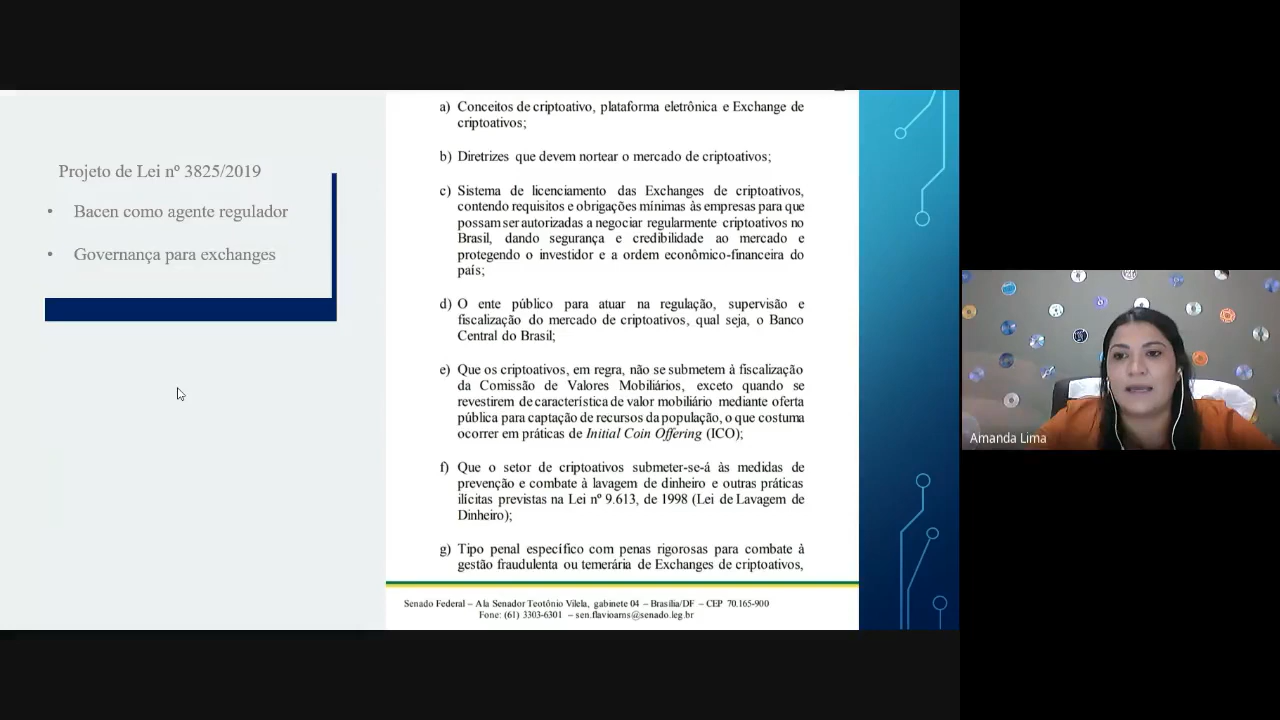 Projeto de Lei nº 3825/2019
• Bacen como agente regulador
• Governança para exchanges
a) Conceitos de criptoativo, plataforma eletrônica e Exchange de
criptoativos;
b) Diretrizes que devem nortear o mercado de criptoativos;
c) Sistema de licenciamento das Exchanges de criptoativos,
contendo requisitos e obrigações mínimas às empresas para que
possam ser autorizadas a negociar regularmente criptoativos no
Brasil, dando segurança e credibilidade ao mercado e
protegendo o investidor e a ordem econômico-financeira do
país;
d) O ente público para atuar na regulação, supervisão e
fiscalização do mercado de criptoativos, qual seja, o Banco
Central do Brasil;
e) Que os criptoativos, em regra, não se submetem à fiscalização
da Comissão de Valores Mobiliários, exceto quando se
revestirem de característica de valor mobiliário mediante oferta
pública para captação de recursos da população, o que costuma
ocorrer em práticas de Initial Coin Offering (ICO);
f) Que o setor de criptoativos submeter-se-á às medidas de
prevenção e combate à lavagem de dinheiro e outras práticas
ilícitas previstas na Lei nº 9.613, de 1998 (Lei de Lavagem de
Dinheiro);
g) Tipo penal específico com penas rigorosas para combate à
gestão fraudulenta ou temerária de Exchanges de criptoativos,
Senado Federal – Ala Senador Teotônio Vilela, gabinete 04 – Brasília/DF – CEP 70.165-900
Fone: (61) 3303-6301 – sen.flavioarns@senado.leg.br
Amanda Lima